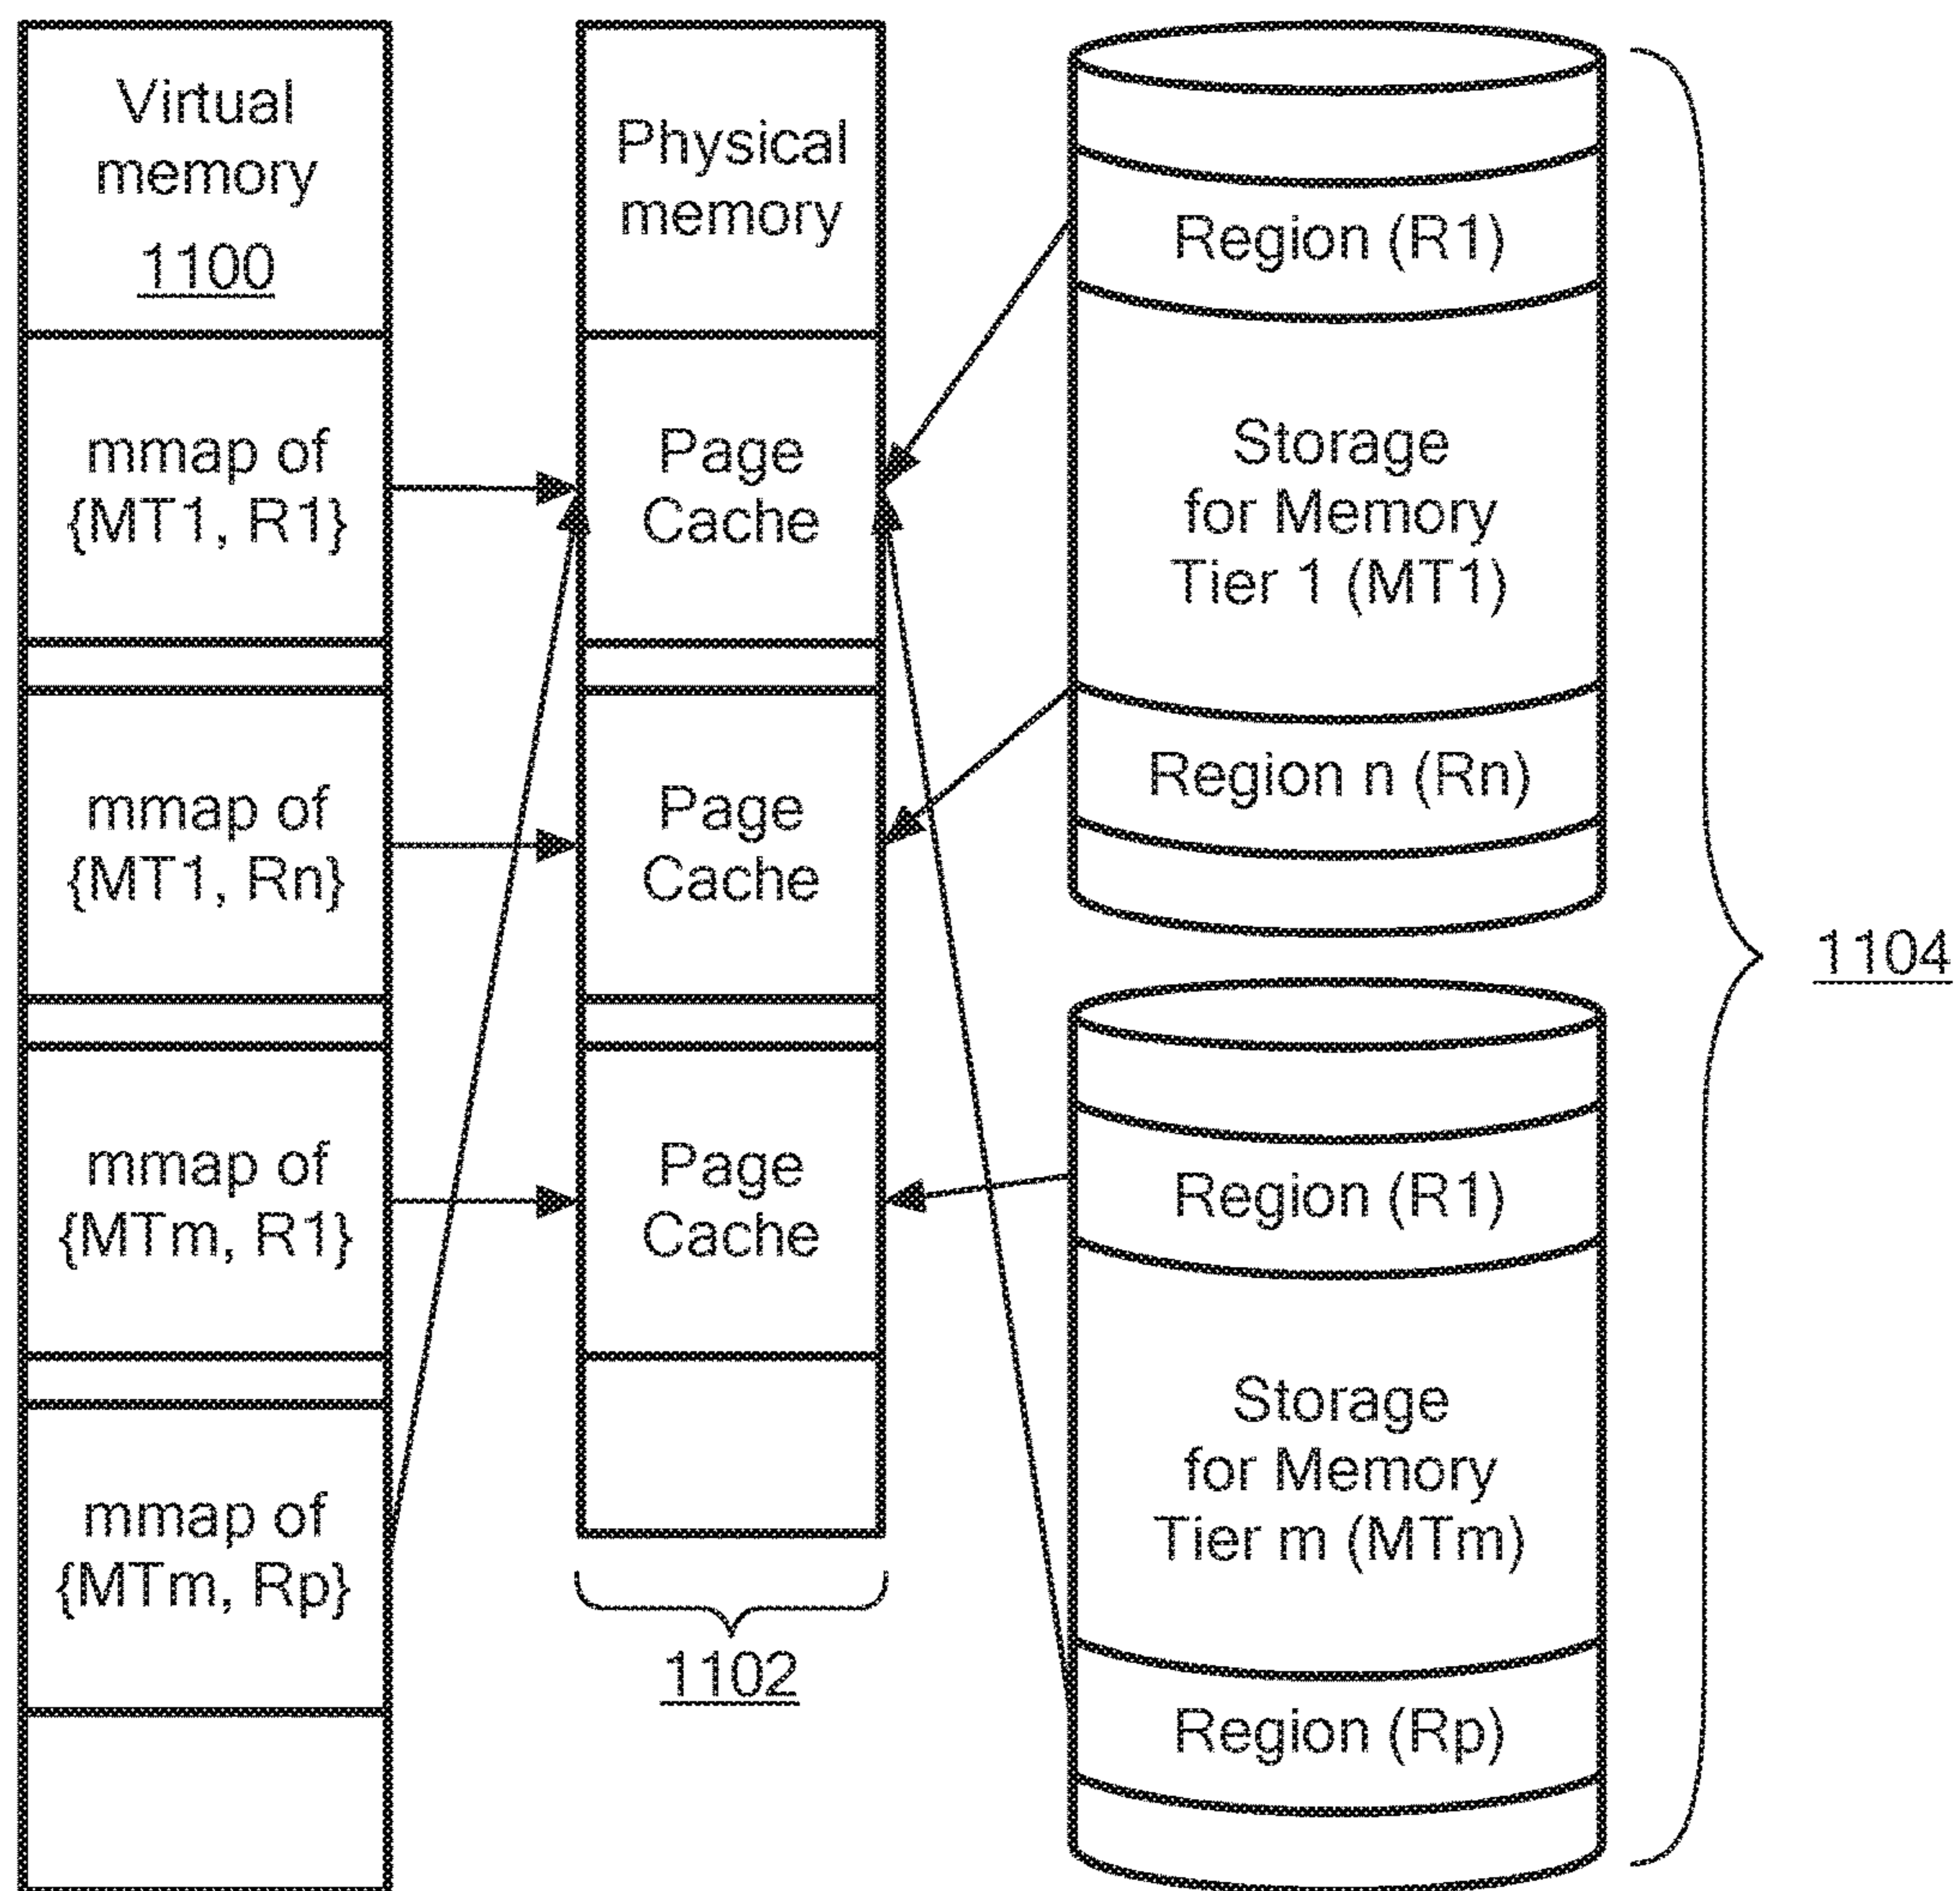 Virtual
memory
1100
mmap of
{MT1, R1}
mmap of
{MT1, Rn}
mmap of
{MTm, R1}
mmap of
{MTm, Rp}
Physical
memory
Page
Cache
Page
Cache
Page
Cache
1102
Region (R1)
Storage
for Memory
Tier 1 (MT1)
Region n (Rn)
Region (R1)
Storage
for Memory
Tier m (MTm)
Region (Rp)
1104